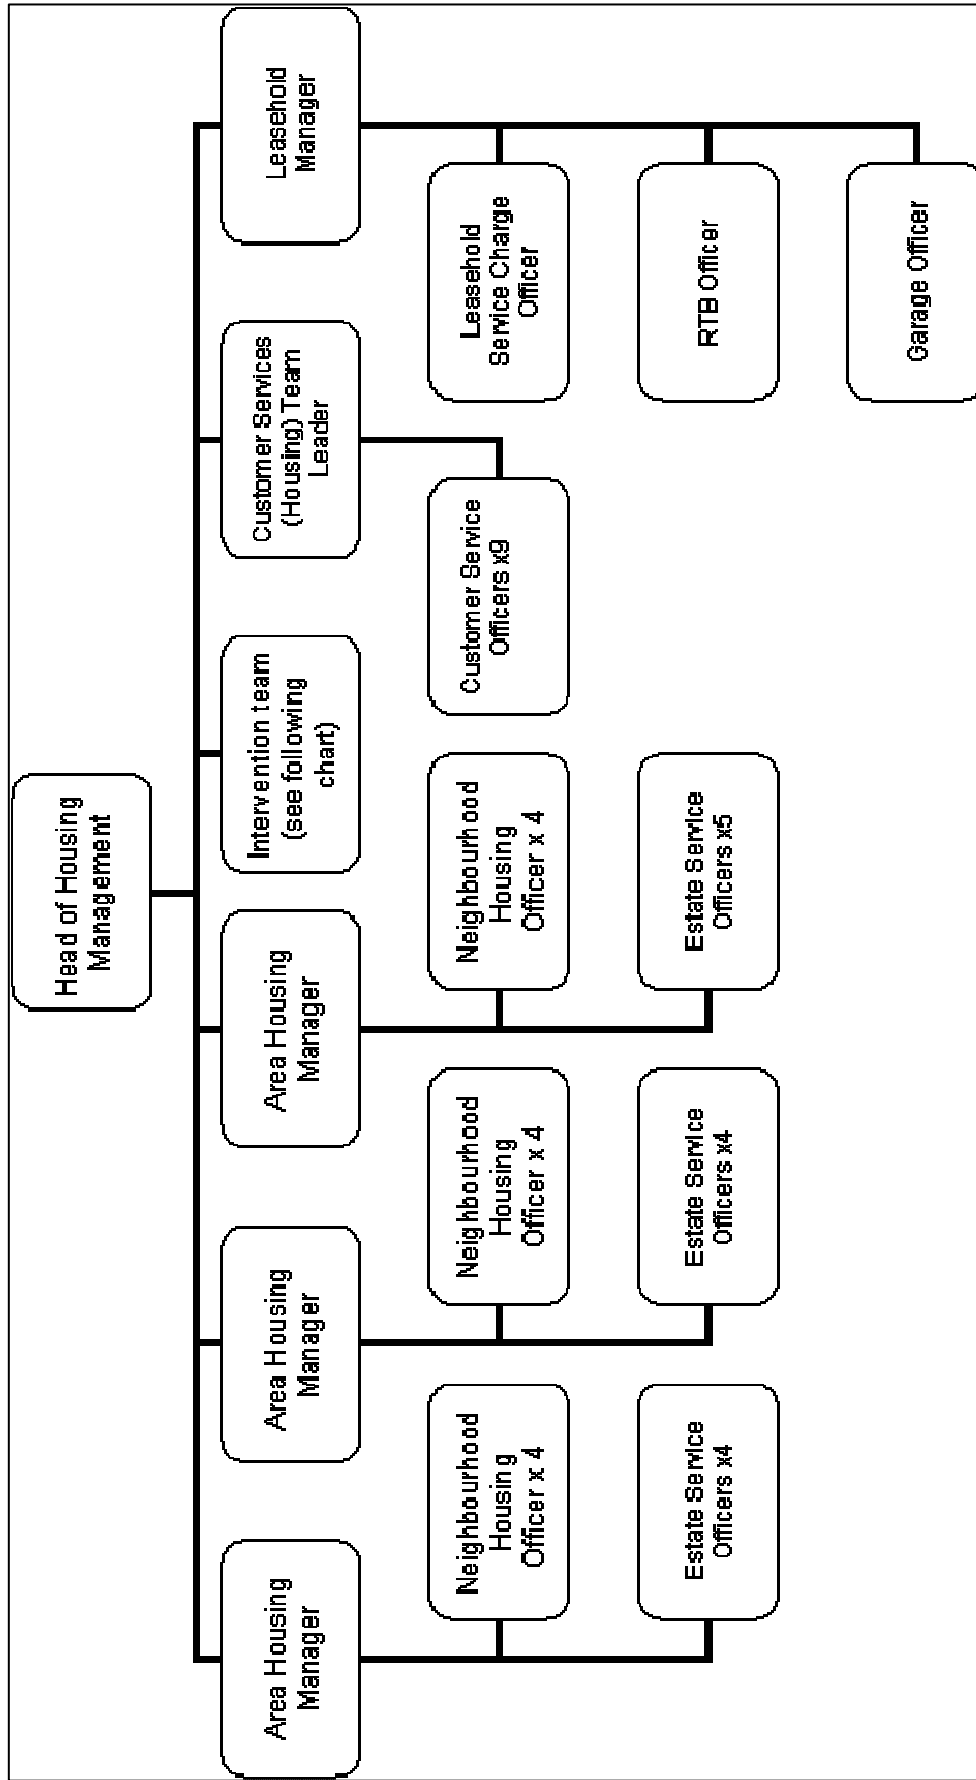 Head of Housing
Management
Area Housing
Manager
Area Housing
Manager
Area Housing
Manager
Intervention team
(see following
chart)
Customer Services
(Housing) Team
Leader
Leasehold
Manager
Neighbourhood
Housing
Officer x 4
Neighbourhood
Housing
Officer x 4
Neighbourhood
Housing
Officer x 4
Customer Service
Officers x9
Leasehold
Service Charge
Officer
Estate Service
Officers x4
Estate Service
Officers x4
Estate Service
Officers x5
RTB Officer
Garage Officer